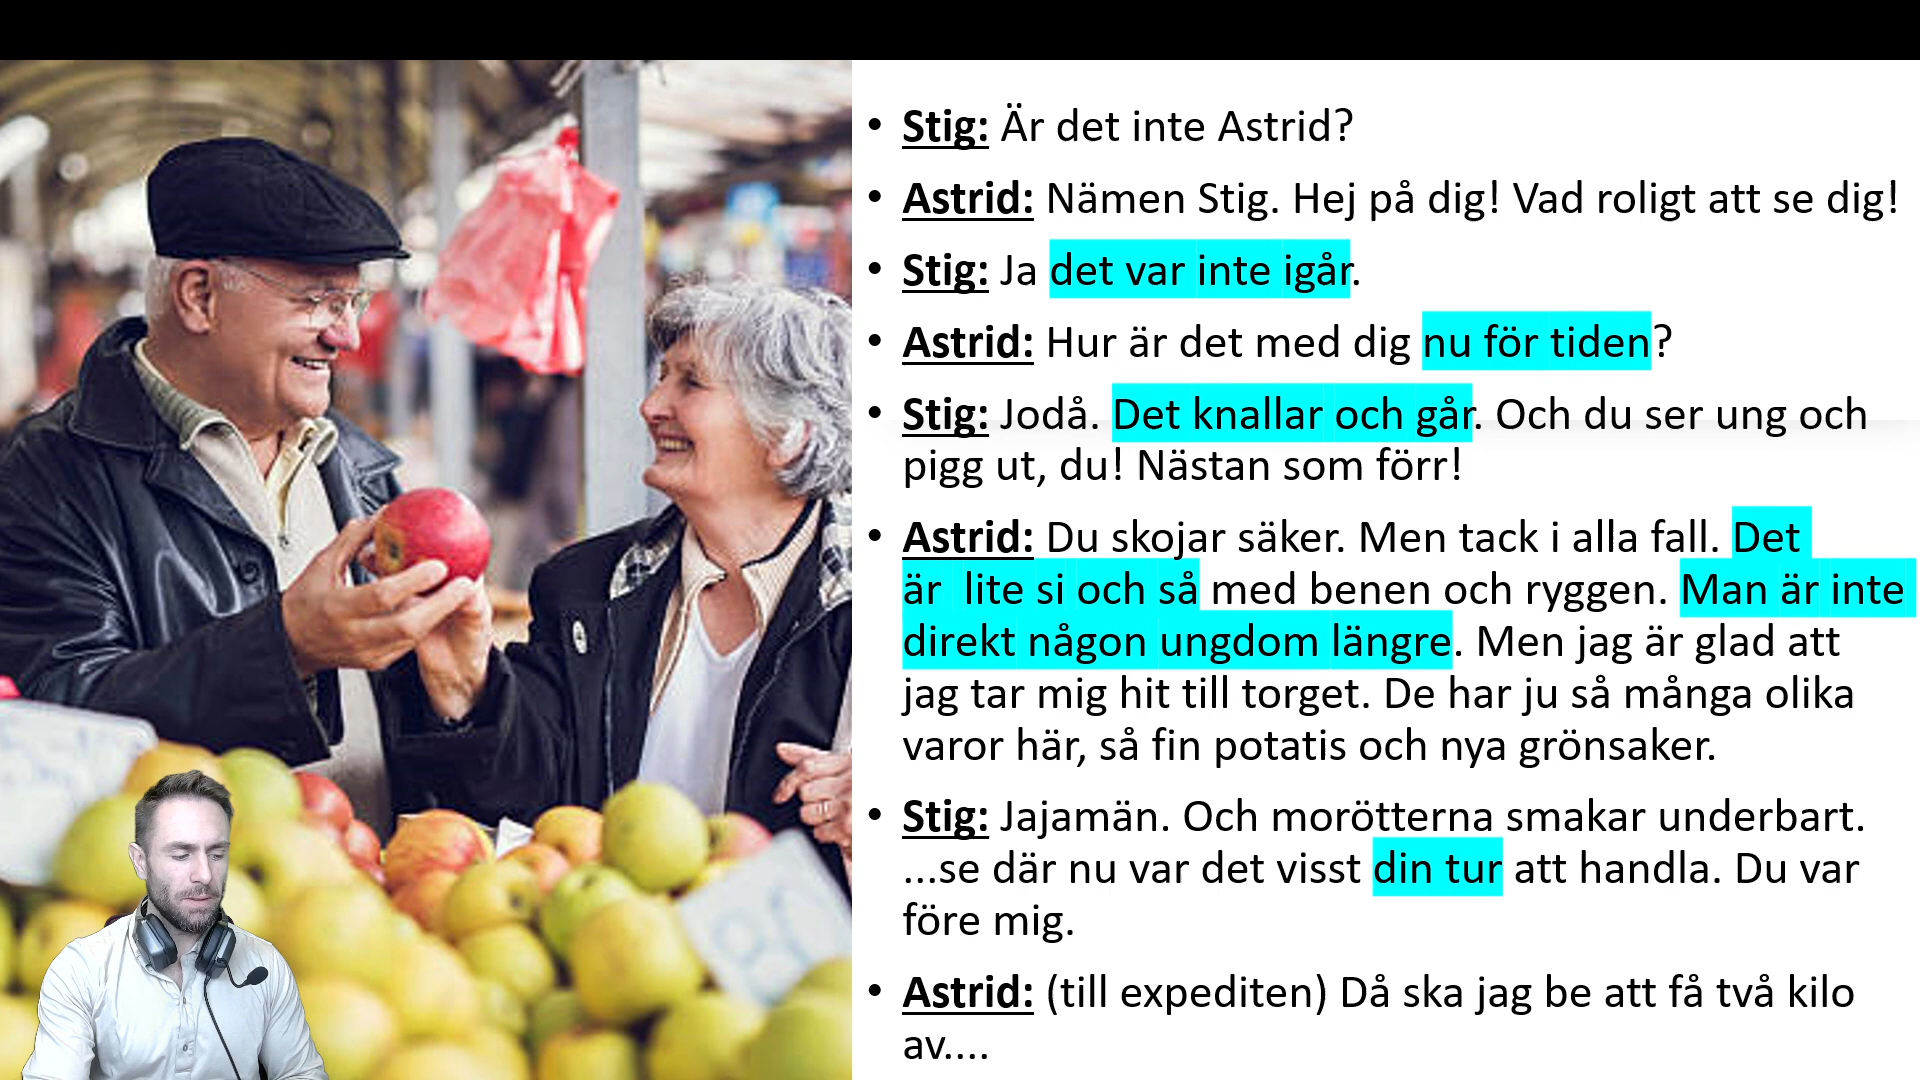 • Stig: Är det inte Astrid?
• Astrid: Nämen Stig. Hej på dig! Vad roligt att se dig!
• Stig: Ja det var inte igår.
• Astrid: Hur är det med dig nu för tiden?
• Stig: Jodå. Det knallar och går. Och du ser ung och
pigg ut, du! Nästan som förr!
• Astrid: Du skojar säker. Men tack i alla fall. Det
är  lite si och så med benen och ryggen. Man är inte
direkt någon ungdom längre. Men jag är glad att
jag tar mig hit till torget. De har ju så många olika
varor här, så fin potatis och nya grönsaker.
• Stig: Jajamän. Och morötterna smakar underbart.
...se där nu var det visst din tur att handla. Du var
före mig.
• Astrid: (till expediten) Då ska jag be att få två kilo
av....